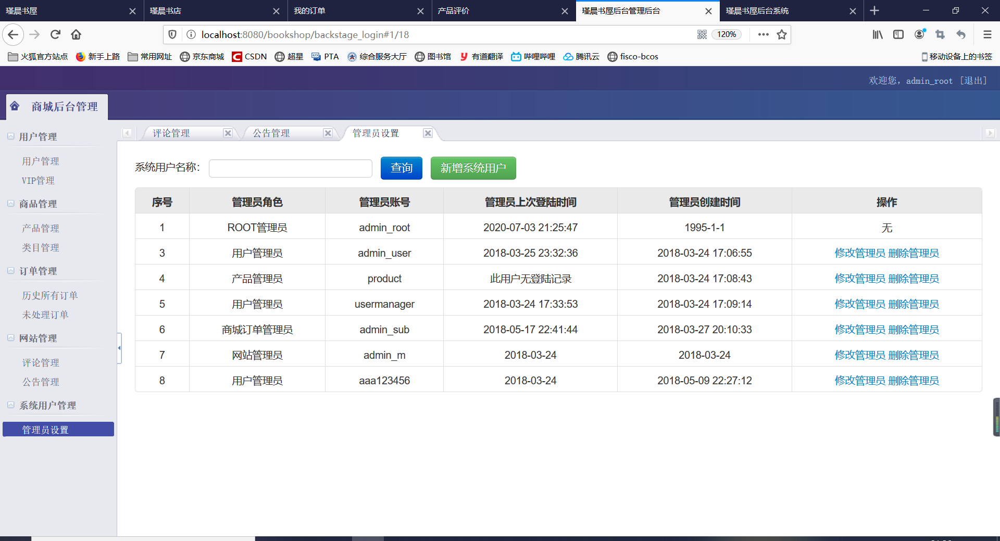 瑾晨书屋 瑾晨书店 我的订单 产品评价 瑾晨书屋后台管理后台 瑾晨书屋后台系统
localhost:8080/bookshop/backstage_login#1/18 120%
火狐官方站点 新手上路 常用网址 京东商城 CSDN 超星 PTA 综合服务大厅 图书馆 有道翻译 哔哩哔哩 腾讯云 fisco-bcos 移动设备上的书签
欢迎您，admin_root [退出]
商城后台管理
评论管理 公告管理 管理员设置
用户管理
用户管理
VIP管理
商品管理
产品管理
类目管理
订单管理
历史所有订单
未处理订单
网站管理
评论管理
公告管理
系统用户管理
管理员设置
系统用户名称： 查询 新增系统用户
序号 管理员角色 管理员账号 管理员上次登陆时间 管理员创建时间 操作
1 ROOT管理员 admin_root 2020-07-03 21:25:47 1995-1-1 无
3 用户管理员 admin_user 2018-03-25 23:32:36 2018-03-24 17:06:55 修改管理员 删除管理员
4 产品管理员 product 此用户无登陆记录 2018-03-24 17:08:43 修改管理员 删除管理员
5 用户管理员 usermanager 2018-03-24 17:33:53 2018-03-24 17:09:14 修改管理员 删除管理员
6 商城订单管理员 admin_sub 2018-05-17 22:41:44 2018-03-27 20:10:33 修改管理员 删除管理员
7 网站管理员 admin_m 2018-03-24 2018-03-24 修改管理员 删除管理员
8 用户管理员 aaa123456 2018-03-24 2018-05-09 22:27:12 修改管理员 删除管理员